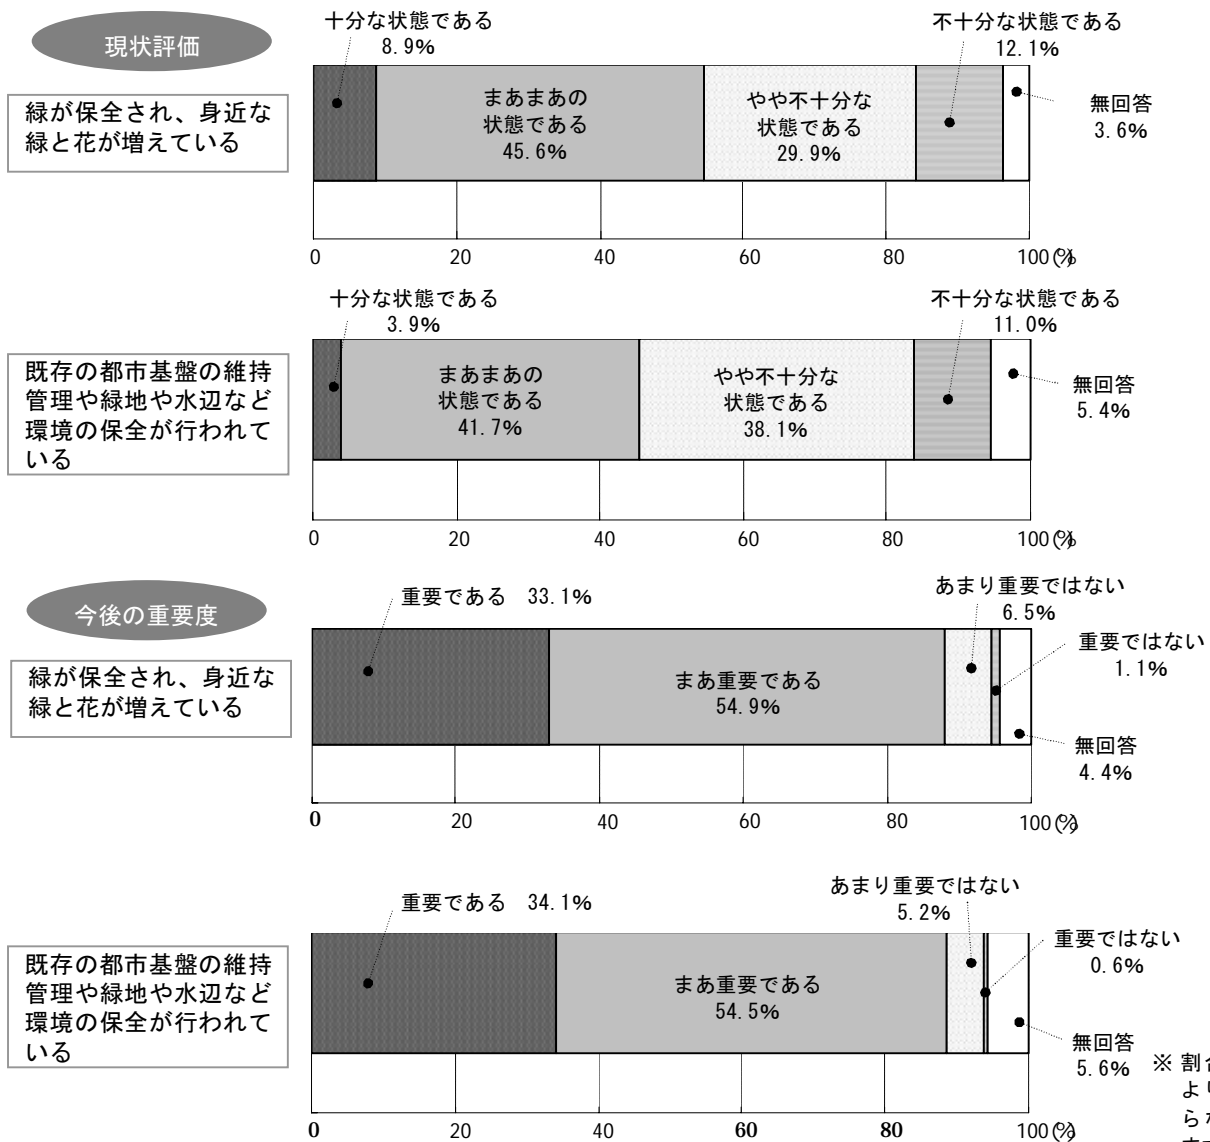 現状評価
十分な状態である
8.9%
不十分な状態である
12.1%
緑が保全され、身近な
緑と花が増えている
まあまあの
状態である
45.6%
やや不十分な
状態である
29.9%
無回答
3.6%
0 20 40 60 80 100(%)
十分な状態である
3.9%
不十分な状態である
11.0%
既存の都市基盤の維持
管理や緑地や水辺など
環境の保全が行われて
いる
まあまあの
状態である
41.7%
やや不十分な
状態である
38.1%
無回答
5.4%
0 20 40 60 80 100(%)
今後の重要度
重要である 33.1%
あまり重要ではない
6.5%
緑が保全され、身近な
緑と花が増えている
まあ重要である
54.9%
重要ではない
1.1%
無回答
4.4%
0 20 40 60 80 100(%)
重要である 34.1%
あまり重要ではない
5.2%
既存の都市基盤の維持
管理や緑地や水辺など
環境の保全が行われて
いる
まあ重要である
54.5%
重要ではない
0.6%
無回答
5.6%
0 20 40 60 80 100(%)
※ 割合
より
らな